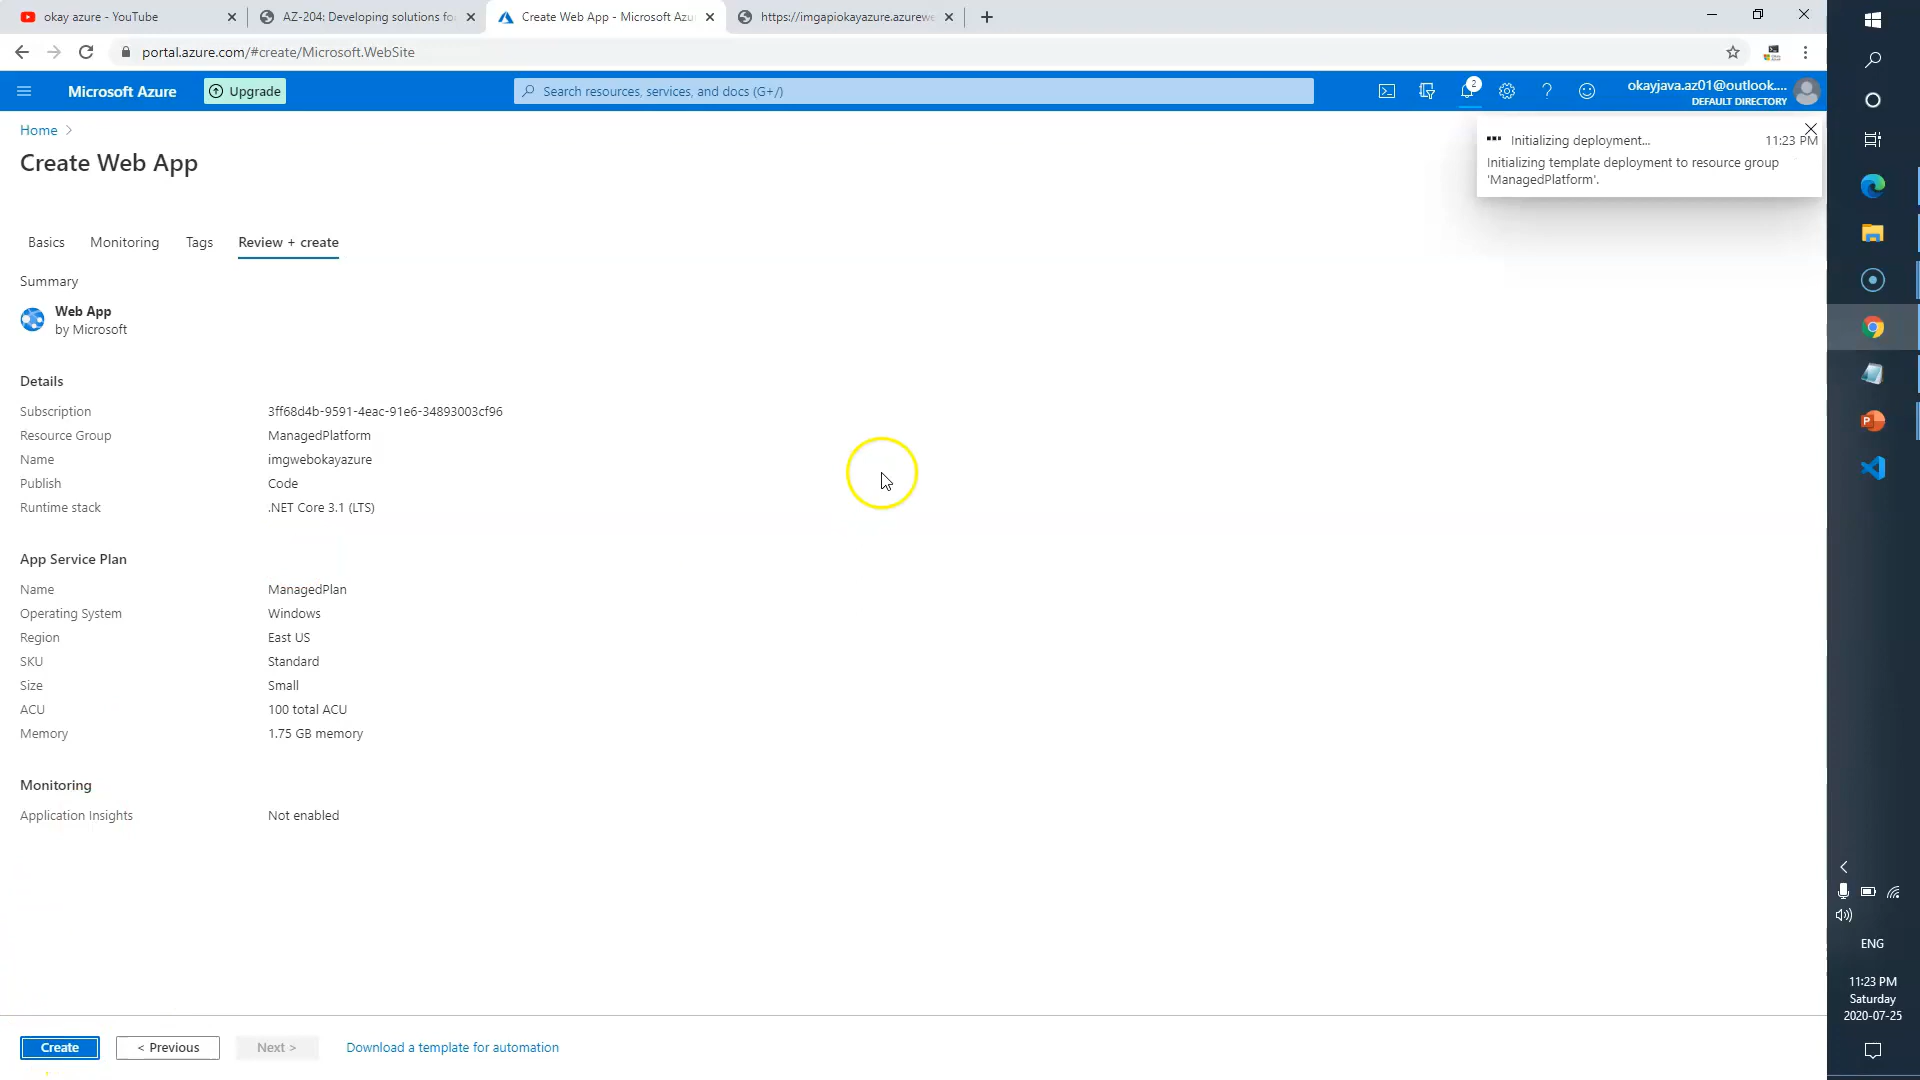 okay azure - YouTube
AZ-204: Developing solutions fo
Create Web App - Microsoft Azu
https://imgapiokayazure.azurewe
portal.azure.com/#create/Microsoft.WebSite
Microsoft Azure
Upgrade
Search resources, services, and docs (G+/)
2
okayjava.az01@outlook....
DEFAULT DIRECTORY
Home
Create Web App
Initializing deployment...
11:23 PM
Initializing template deployment to resource group
'ManagedPlatform'.
Basics
Monitoring
Tags
Review + create
Summary
Web App
by Microsoft
Details
Subscription 3ff68d4b-9591-4eac-91e6-34893003cf96
Resource Group ManagedPlatform
Name imgwebokayazure
Publish Code
Runtime stack .NET Core 3.1 (LTS)
App Service Plan
Name ManagedPlan
Operating System Windows
Region East US
SKU Standard
Size Small
ACU 100 total ACU
Memory 1.75 GB memory
Monitoring
Application Insights Not enabled
Create
< Previous
Next >
Download a template for automation
ENG
11:23 PM
Saturday
2020-07-25